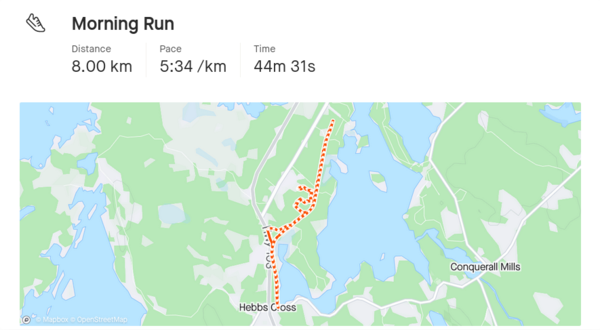 Morning Run
Distance Pace Time
8.00 km 5:34 /km 44m 31s
Conquerall Mills
Hebbs Cross
© Mapbox © OpenStreetMap